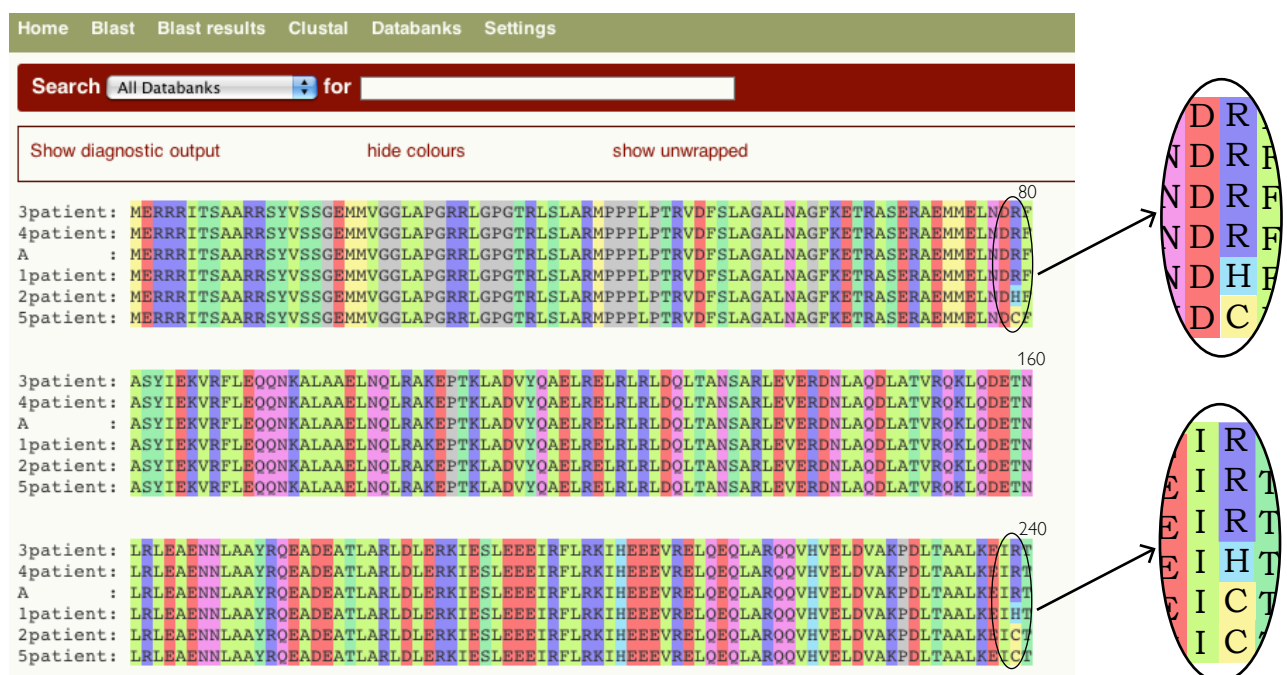 Home Blast Blast results Clustal Databanks Settings
Search All Databanks for
Show diagnostic output hide colours show unwrapped
80
3patient: MERRRITSAARRSYVSSGEMMVGGLAPGRRLGPGTRLSLARMPPPLPTRVDFSLAGALNAGFKETRASERAEMMELNDRF
4patient: MERRRITSAARRSYVSSGEMMVGGLAPGRRLGPGTRLSLARMPPPLPTRVDFSLAGALNAGFKETRASERAEMMELNDRF
A : MERRRITSAARRSYVSSGEMMVGGLAPGRRLGPGTRLSLARMPPPLPTRVDFSLAGALNAGFKETRASERAEMMELNDRF
1patient: MERRRITSAARRSYVSSGEMMVGGLAPGRRLGPGTRLSLARMPPPLPTRVDFSLAGALNAGFKETRASERAEMMELNDRF
2patient: MERRRITSAARRSYVSSGEMMVGGLAPGRRLGPGTRLSLARMPPPLPTRVDFSLAGALNAGFKETRASERAEMMELNDHF
5patient: MERRRITSAARRSYVSSGEMMVGGLAPGRRLGPGTRLSLARMPPPLPTRVDFSLAGALNAGFKETRASERAEMMELNDCF
160
3patient: ASYIEKVRFLEQQNKALAAELNQLRAKEPTKLADVYQAELRELRLRLDQLTANSARLEVERDNLAQDLATVRQKLQDETN
4patient: ASYIEKVRFLEQQNKALAAELNQLRAKEPTKLADVYQAELRELRLRLDQLTANSARLEVERDNLAQDLATVRQKLQDETN
A : ASYIEKVRFLEQQNKALAAELNQLRAKEPTKLADVYQAELRELRLRLDQLTANSARLEVERDNLAQDLATVRQKLQDETN
1patient: ASYIEKVRFLEQQNKALAAELNQLRAKEPTKLADVYQAELRELRLRLDQLTANSARLEVERDNLAQDLATVRQKLQDETN
2patient: ASYIEKVRFLEQQNKALAAELNQLRAKEPTKLADVYQAELRELRLRLDQLTANSARLEVERDNLAQDLATVRQKLQDETN
5patient: ASYIEKVRFLEQQNKALAAELNQLRAKEPTKLADVYQAELRELRLRLDQLTANSARLEVERDNLAQDLATVRQKLQDETN
240
3patient: LRLEAENNLAAYRQEADEATLARLDLERKIESLEEEIRFLRKIHEEEVRELQEQLARQQVHVELDVAKPDLTAALKEIRT
4patient: LRLEAENNLAAYRQEADEATLARLDLERKIESLEEEIRFLRKIHEEEVRELQEQLARQQVHVELDVAKPDLTAALKEIRT
A : LRLEAENNLAAYRQEADEATLARLDLERKIESLEEEIRFLRKIHEEEVRELQEQLARQQVHVELDVAKPDLTAALKEIRT
1patient: LRLEAENNLAAYRQEADEATLARLDLERKIESLEEEIRFLRKIHEEEVRELQEQLARQQVHVELDVAKPDLTAALKEIHT
2patient: LRLEAENNLAAYRQEADEATLARLDLERKIESLEEEIRFLRKIHEEEVRELQEQLARQQVHVELDVAKPDLTAALKEICT
5patient: LRLEAENNLAAYRQEADEATLARLDLERKIESLEEEIRFLRKIHEEEVRELQEQLARQQVHVELDVAKPDLTAALKEICT
D R
N D R F
N D R F
N D R F
N D H F
D C
I R
E I R T
E I R T
E I H T
E I C T
I C